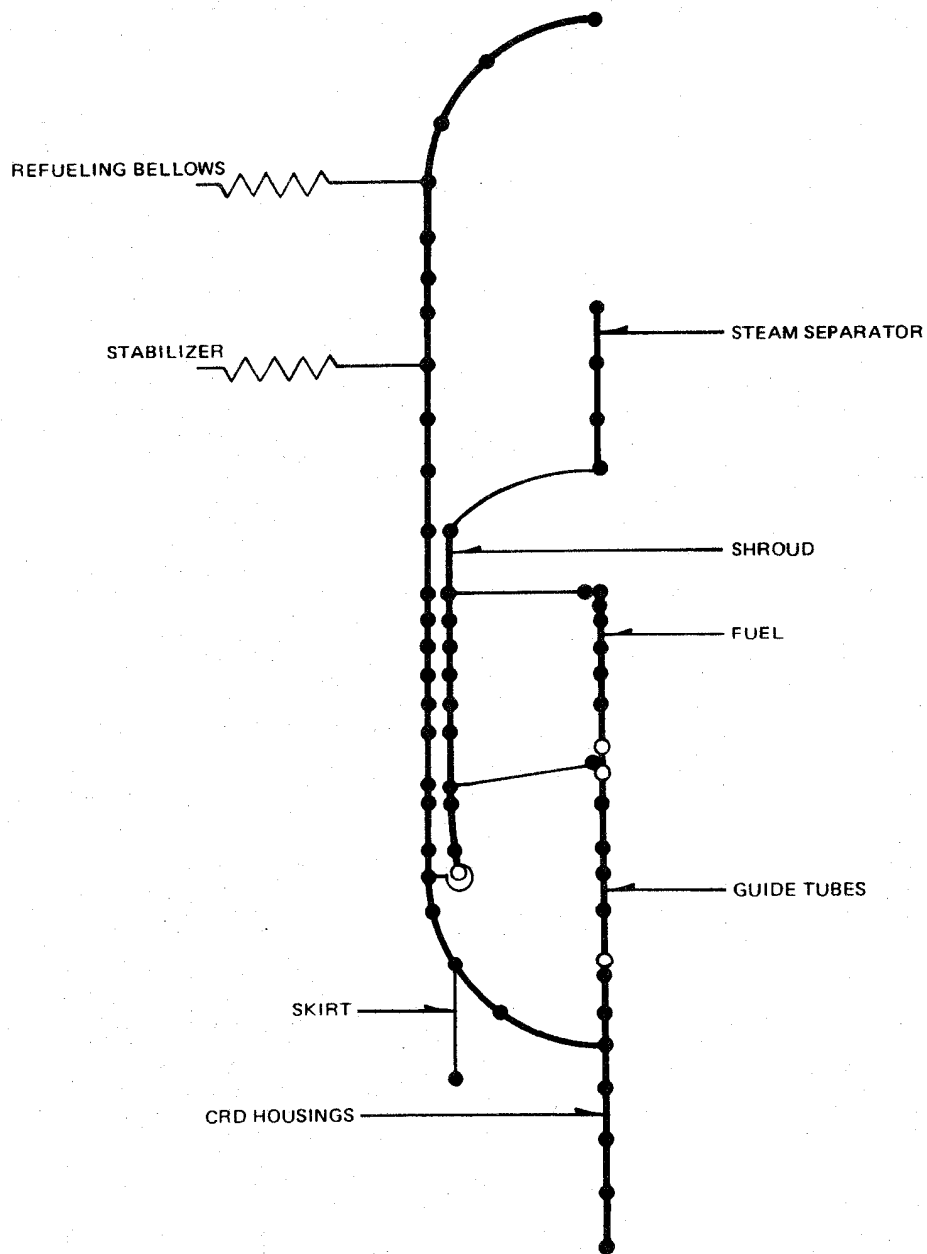 REFUELING BELLOWS
STEAM SEPARATOR
STABILIZER
SHROUD
FUEL
GUIDE TUBES
SKIRT
CRD HOUSINGS